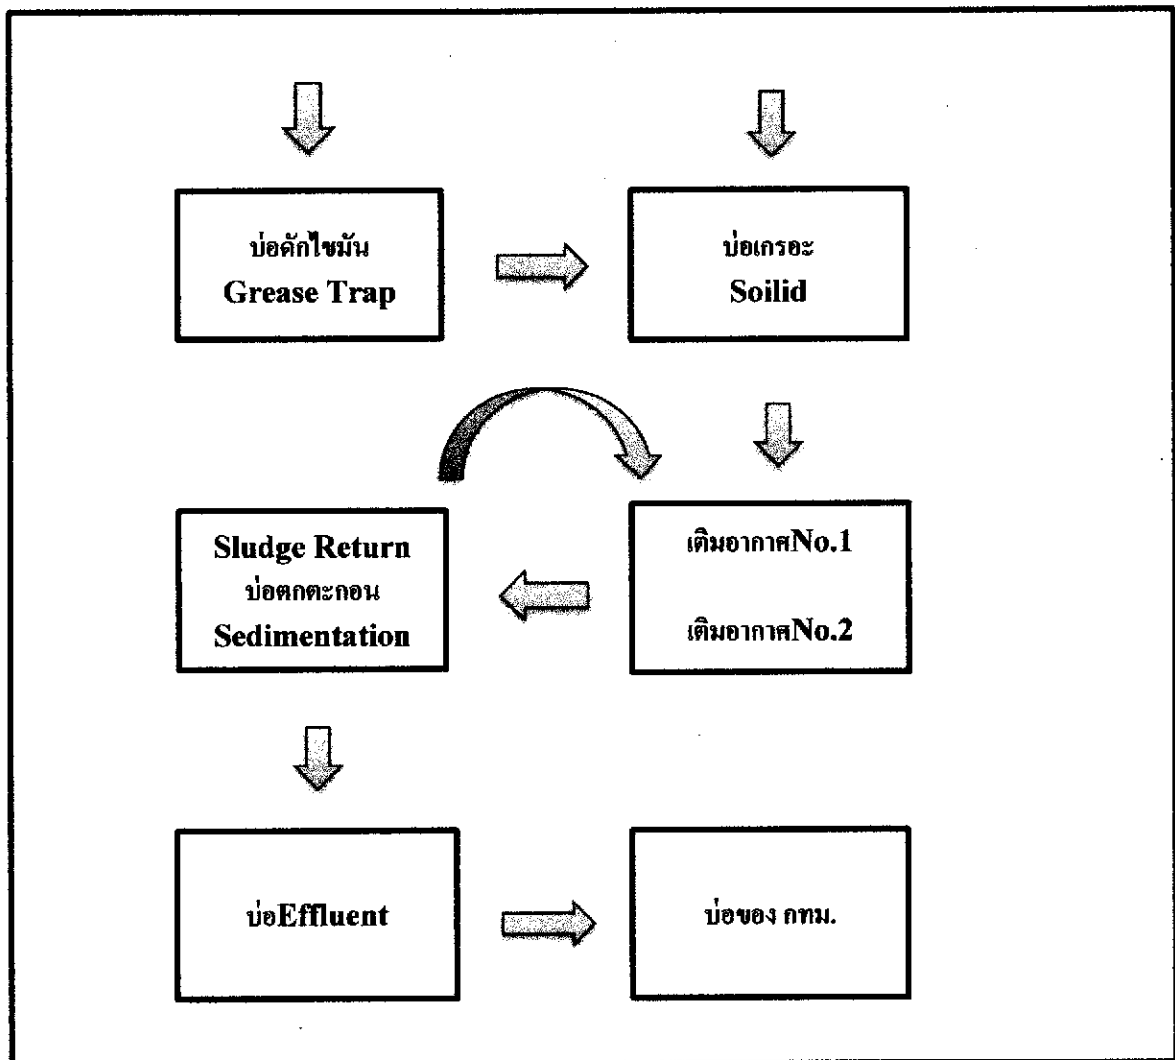 บ่อดักไขมัน
Grease Trap
บ่อเกรอะ
Soilid
Sludge Return
บ่อตกตะกอน
Sedimentation
เติมอากาศNo.1
เติมอากาศNo.2
บ่อEffluent
บ่อของ กทม.